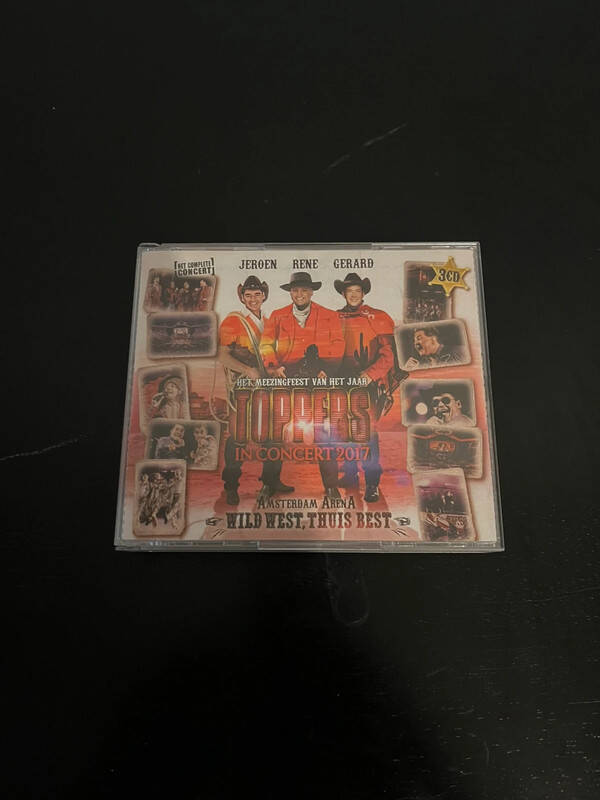 HET COMPLETE
CONCERT
JEROEN RENE GERARD
3CD
HET MEEZINGFEEST VAN HET JAAR
TOPPERS
IN CONCERT 2017
AMSTERDAM ARENA
WILD WEST, THUIS BEST